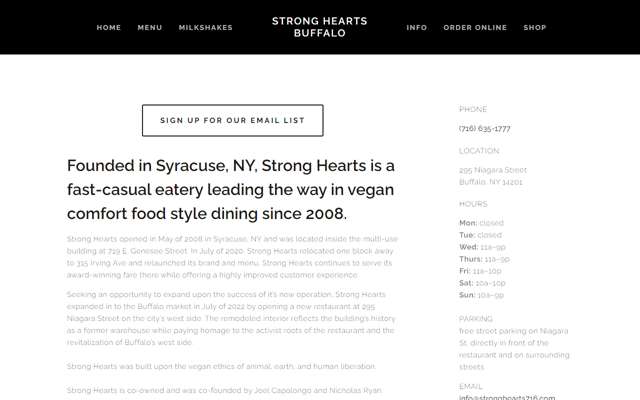 HOME MENU MILKSHAKES STRONG HEARTS BUFFALO INFO ORDER ONLINE SHOP
SIGN UP FOR OUR EMAIL LIST
Founded in Syracuse, NY, Strong Hearts is a
fast-casual eatery leading the way in vegan
comfort food style dining since 2008.
Strong Hearts opened in May of 2008 in Syracuse, NY and was located inside the multi-use
building at 719 E. Genesee Street. In July of 2020, Strong Hearts relocated one block away
to 315 Irving Ave and relaunched its brand and menu. Strong Hearts continues to serve its
award-winning fare there while offering a highly improved customer experience.
Seeking an opportunity to expand upon the success of it's new operation, Strong Hearts
expanded in to the Buffalo market in July of 2022 by opening a new restaurant at 295
Niagara Street on the city's west side. The remodeled interior reflects the building's history
as a former warehouse while paying homage to the activist roots of the restaurant and the
revitalization of Buffalo's west side.
Strong Hearts was built upon the vegan ethics of animal, earth, and human liberation.
Strong Hearts is co-owned and was co-founded by Joel Capolongo and Nicholas Ryan.
PHONE
(716) 635-1777
LOCATION
295 Niagara Street
Buffalo, NY 14201
HOURS
Mon: closed
Tue: closed
Wed: 11a–9p
Thurs: 11a–9p
Fri: 11a–10p
Sat: 10a–10p
Sun: 10a–9p
PARKING
free street parking on Niagara
St. directly in front of the
restaurant and on surrounding
streets
EMAIL
info@stronghearts716.com